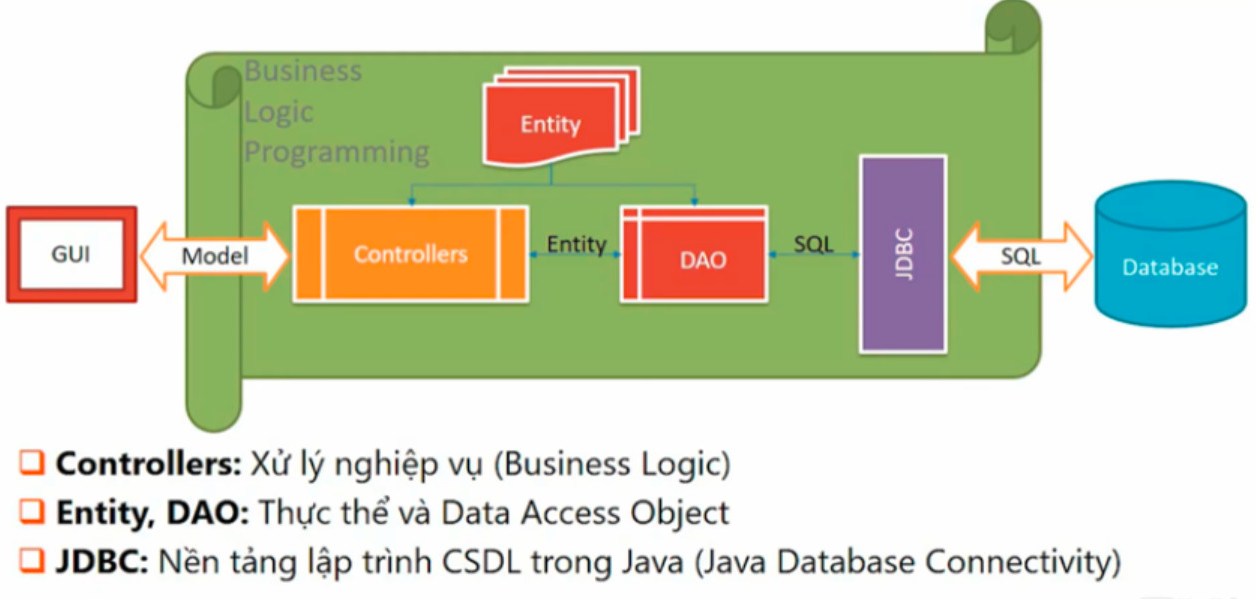 Business
Logic
Programming
Entity
GUI
Model
Controllers
Entity
DAO
SQL
JDBC
SQL
Database
Controllers: Xử lý nghiệp vụ (Business Logic)
Entity, DAO: Thực thể và Data Access Object
JDBC: Nền tảng lập trình CSDL trong Java (Java Database Connectivity)